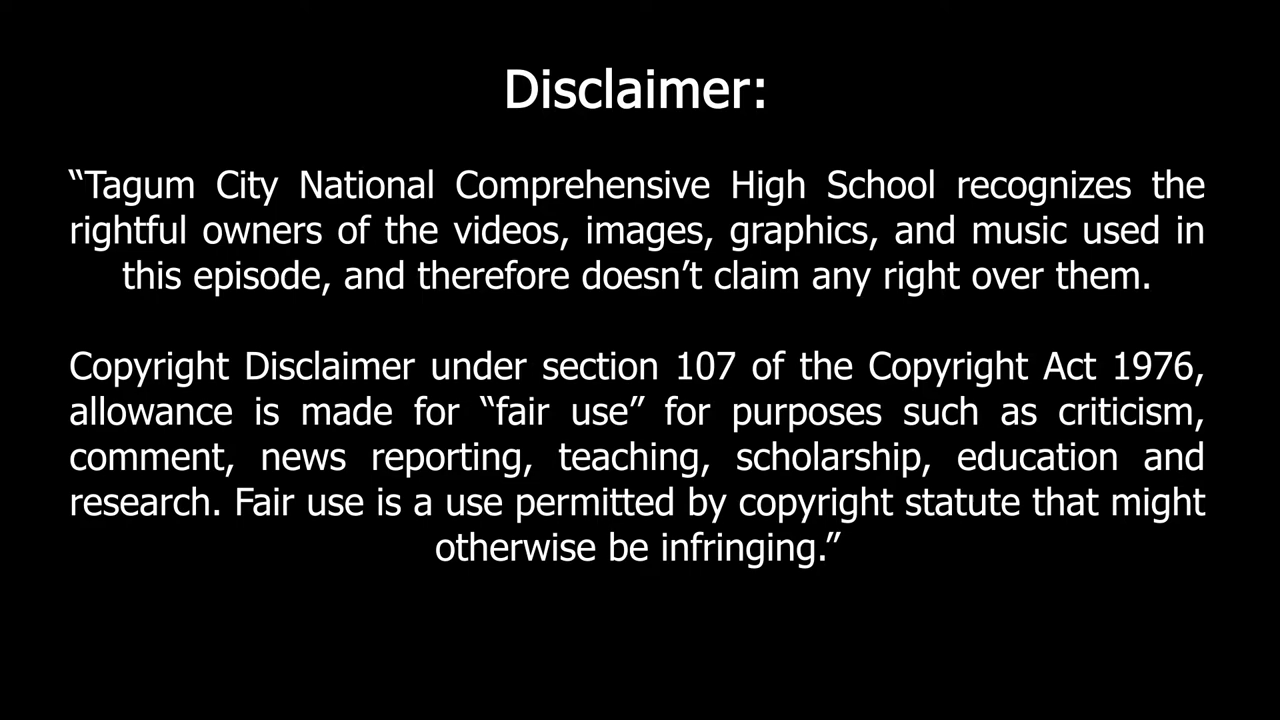 Disclaimer:
“Tagum City National Comprehensive High School recognizes the
rightful owners of the videos, images, graphics, and music used in
this episode, and therefore doesn’t claim any right over them.
Copyright Disclaimer under section 107 of the Copyright Act 1976,
allowance is made for “fair use” for purposes such as criticism,
comment, news reporting, teaching, scholarship, education and
research. Fair use is a use permitted by copyright statute that might
otherwise be infringing.”